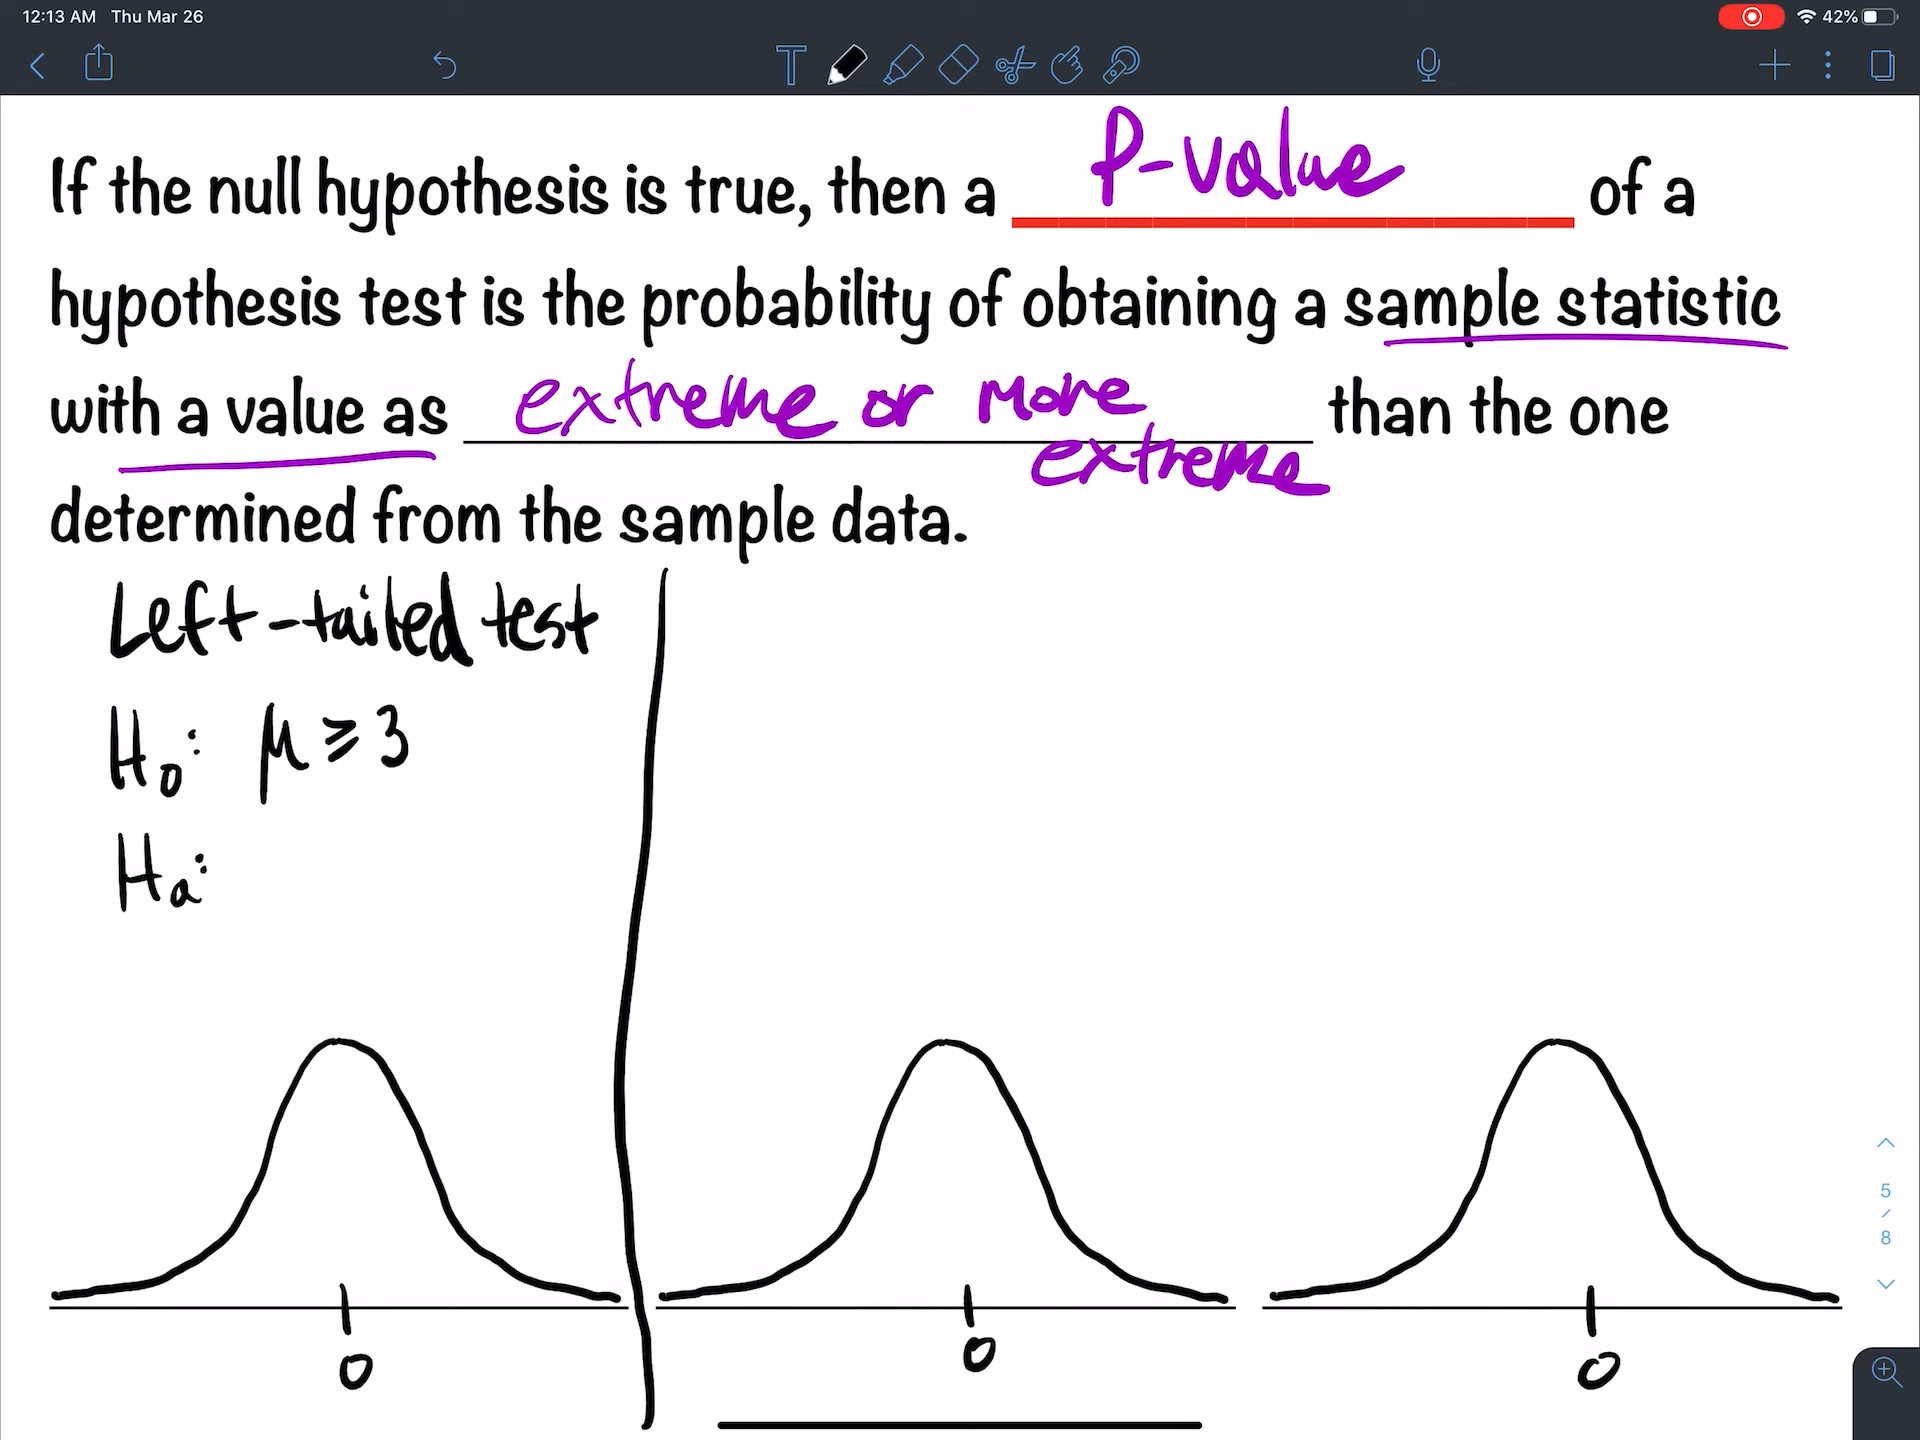 12:13 AM Thu Mar 26
42%
T
If the null hypothesis is true, then a P-value of a
hypothesis test is the probability of obtaining a sample statistic
with a value as extreme or more extreme than the one
determined from the sample data.
Left-tailed test
H₀: μ ≥ 3
Hₐ:
5
/
8
0 0 0